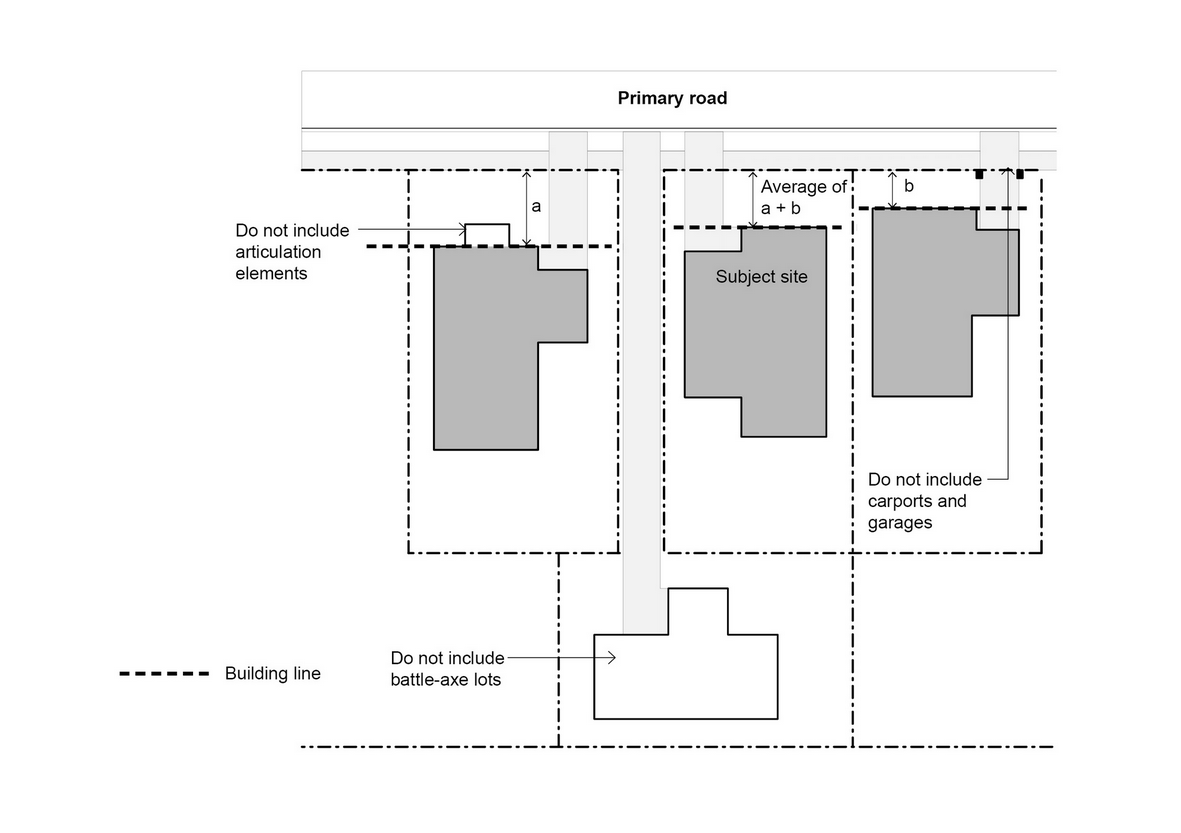 Primary road
a
Average of
a + b
b
Do not include
articulation
elements
Subject site
Do not include
carports and
garages
Do not include
battle-axe lots
Building line